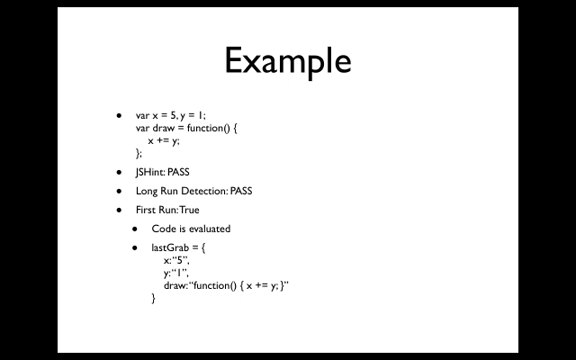 Example
• var x = 5, y = 1;
var draw = function() {
x += y;
};
• JSHint: PASS
• Long Run Detection: PASS
• First Run: True
• Code is evaluated
• lastGrab = {
x: “5”,
y: “1”,
draw: “function() { x += y; }”
}